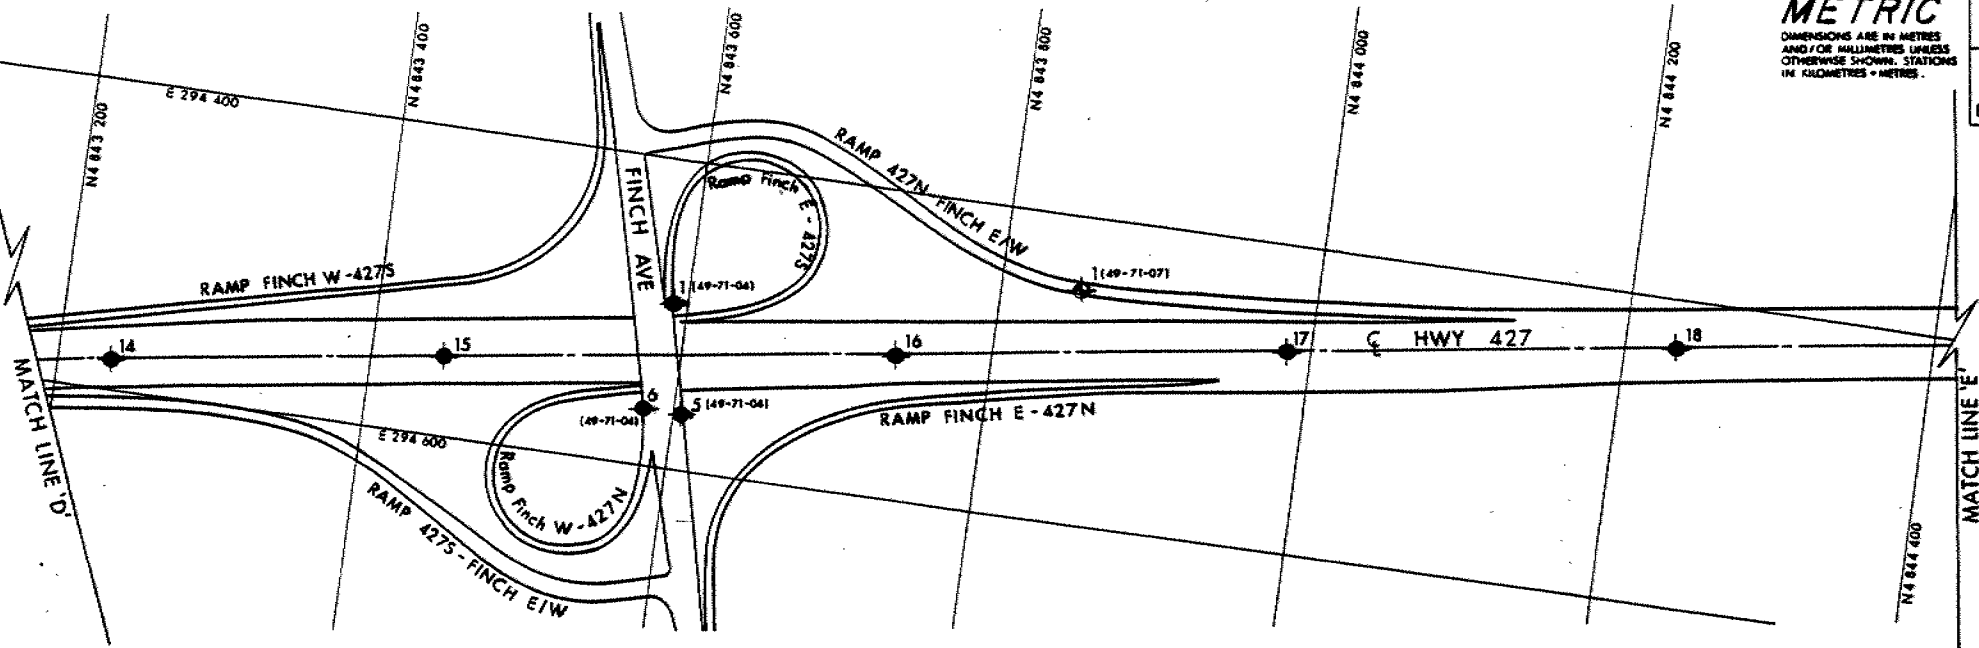 METRIC
DIMENSIONS ARE IN METRES
AND/OR MILLIMETRES UNLESS
OTHERWISE SHOWN. STATIONS
IN KILOMETRES + METRES.
N4 843 200
N4 843 400
N4 843 600
N4 843 800
N4 844 000
N4 844 200
E 294 400
RAMP 427N FINCH E/W
FINCH AVE
Ramp Finch E-427S
RAMP FINCH W-427S
1 (49-71-04)
1 (49-71-07)
14
15
16
17
18
℄ HWY 427
MATCH LINE 'D'
MATCH LINE 'E'
6
(49-71-04)
5 (49-71-04)
RAMP FINCH E-427N
E 294 600
Ramp Finch W-427N
RAMP 427S-FINCH E/W
N4 844 400